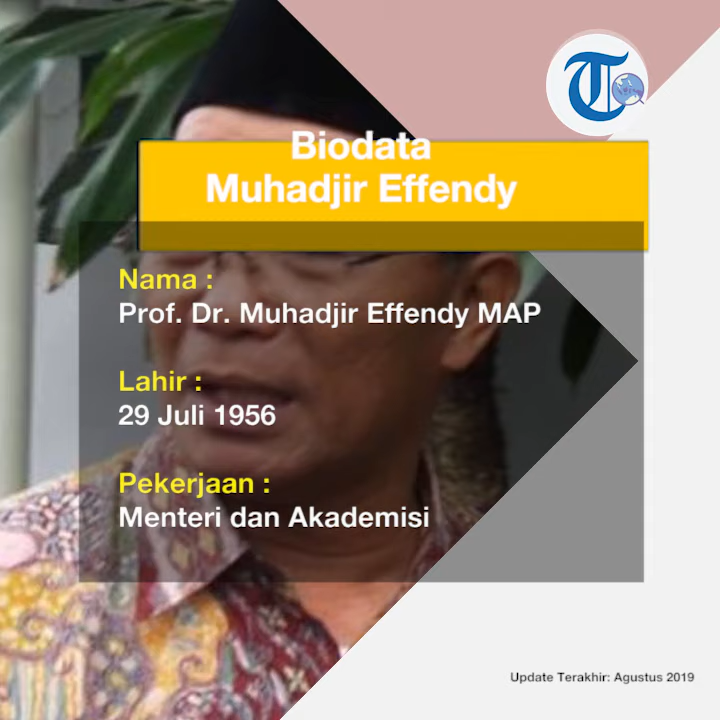 Biodata
Muhadjir Effendy
Nama :
Prof. Dr. Muhadjir Effendy MAP
Lahir :
29 Juli 1956
Pekerjaan :
Menteri dan Akademisi
Update Terakhir: Agustus 2019